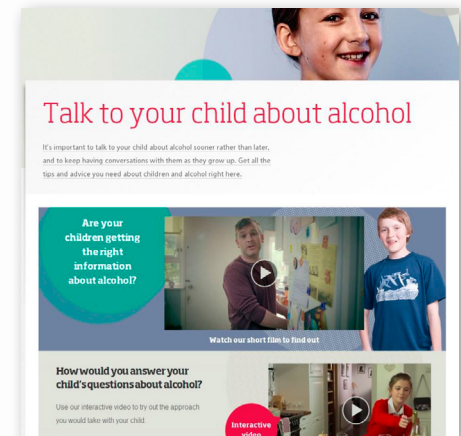 Talk to your child about alcohol
It's important to talk to your child about alcohol sooner rather than later,
and to keep having conversations with them as they grow up. Get all the
tips and advice you need about children and alcohol right here.
Are your
children getting
the right
information
about alcohol?
Watch our short film to find out
How would you answer your
child's questions about alcohol?
Use our interactive video to try out the approach
you would take with your child.
Interactive
video